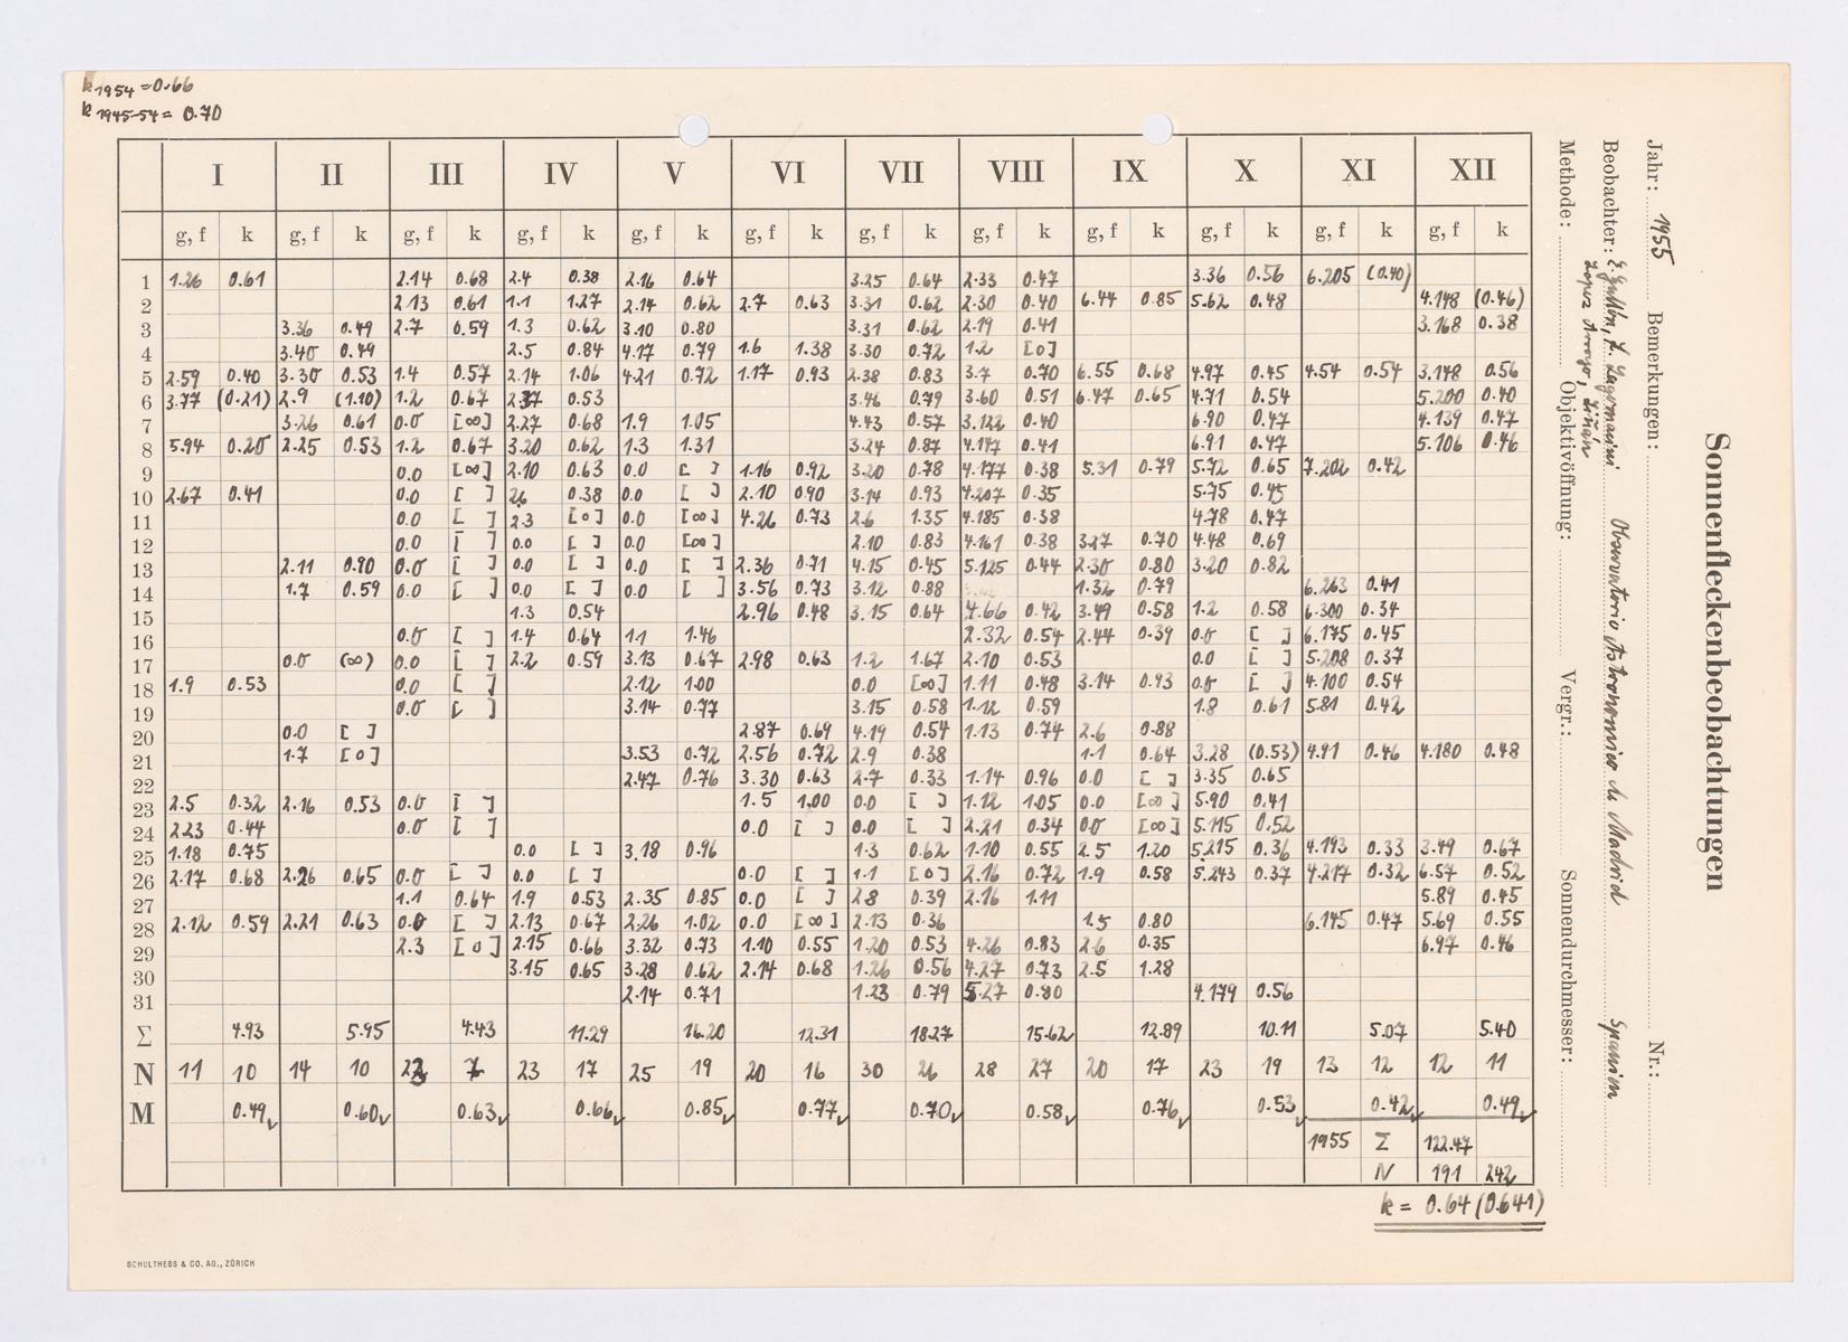 k 1954 = 0.66
k 1945-54 = 0.70
I II III IV V VI VII VIII IX X XI XII
g, f k g, f k g, f k g, f k g, f k g, f k g, f k g, f k g, f k g, f k g, f k g, f k
1 1.26 0.61 2.14 0.68 2.4 0.38 2.16 0.64 3.25 0.64 2.33 0.47 3.36 0.56 6.205 (0.40)
2 2.13 0.61 1.1 1.27 2.14 0.62 2.7 0.63 3.31 0.62 2.30 0.40 6.44 0.85 5.62 0.48 4.148 (0.46)
3 3.36 0.49 2.7 0.59 1.3 0.62 3.10 0.80 3.31 0.62 2.19 0.41 3.168 0.38
4 3.40 0.49 2.5 0.84 4.17 0.79 1.6 1.38 3.30 0.72 1.2 [0]
5 2.59 0.40 3.30 0.53 1.4 0.57 2.14 1.06 4.21 0.72 1.17 0.93 2.38 0.83 3.7 0.70 6.55 0.68 4.97 0.45 4.54 0.54 3.148 0.56
6 3.77 (0.21) 2.9 (1.10) 1.2 0.67 2.37 0.53 3.46 0.79 3.60 0.51 6.47 0.65 4.71 0.54 5.200 0.40
7 3.26 0.61 0.0 [∞] 2.27 0.68 1.9 1.05 4.43 0.57 3.122 0.40 6.90 0.47 4.139 0.47
8 5.94 0.20 2.25 0.53 1.2 0.67 3.20 0.62 1.3 1.31 3.24 0.87 4.147 0.41 6.91 0.47 5.106 0.46
9 0.0 [∞] 2.10 0.63 0.0 [ ] 1.16 0.92 3.20 0.78 4.177 0.38 5.31 0.79 5.72 0.65 7.202 0.42
10 2.67 0.41 0.0 [ ] 2.6 0.38 0.0 [ ] 2.10 0.90 3.14 0.93 4.207 0.35 5.75 0.45
11 0.0 [ ] 2.3 [0] 0.0 [∞] 4.26 0.73 2.6 1.35 4.185 0.38 4.78 0.47
12 0.0 [ ] 0.0 [ ] 0.0 [∞] 2.10 0.83 4.161 0.38 3.27 0.70 4.48 0.69
13 2.11 0.90 0.0 [ ] 0.0 [ ] 0.0 [ ] 2.36 0.71 4.15 0.45 5.125 0.44 2.30 0.80 3.20 0.82
14 1.7 0.59 0.0 [ ] 0.0 [ ] 0.0 [ ] 3.56 0.73 3.12 0.88 1.32 0.79 6.263 0.41
15 1.3 0.54 2.96 0.48 3.15 0.64 4.66 0.42 3.49 0.58 1.2 0.58 6.300 0.34
16 0.0 [ ] 1.4 0.64 1.1 1.46 2.32 0.54 2.44 0.39 0.0 [ ] 6.175 0.45
17 0.0 (∞) 0.0 [ ] 2.2 0.59 3.13 0.67 2.98 0.63 1.2 1.67 2.10 0.53 0.0 [ ] 5.208 0.37
18 1.9 0.53 0.0 [ ] 2.12 1.00 0.0 [∞] 1.11 0.48 3.14 0.93 0.0 [ ] 4.100 0.54
19 0.0 [ ] 3.14 0.77 3.15 0.58 1.12 0.59 1.8 0.61 5.81 0.42
20 0.0 [ ] 2.87 0.69 4.19 0.54 1.13 0.74 2.6 0.88
21 1.7 [0] 3.53 0.72 2.56 0.72 2.9 0.38 1.1 0.64 3.28 (0.53) 4.91 0.46 4.180 0.48
22 2.47 0.76 3.30 0.63 2.7 0.33 1.14 0.96 0.0 [ ] 3.35 0.65
23 2.5 0.32 2.16 0.53 0.0 [ ] 1.5 1.00 0.0 [ ] 1.12 1.05 0.0 [∞] 5.90 0.41
24 2.23 0.44 0.0 [ ] 0.0 [ ] 0.0 [ ] 2.21 0.34 0.0 [∞] 5.115 0.52
25 1.18 0.75 0.0 [ ] 3.18 0.96 1.3 0.62 1.10 0.55 2.5 1.20 5.215 0.36 4.193 0.33 3.49 0.67
26 2.17 0.68 2.26 0.65 0.0 [ ] 0.0 [ ] 0.0 [ ] 1.1 [0] 2.16 0.72 1.9 0.58 5.243 0.37 4.217 0.32 6.57 0.52
27 1.1 0.64 1.9 0.53 2.35 0.85 0.0 [ ] 2.8 0.39 2.16 1.11 5.89 0.45
28 2.12 0.59 2.21 0.63 0.0 [ ] 2.13 0.67 2.26 1.02 0.0 [∞] 2.13 0.36 1.5 0.80 6.145 0.47 5.69 0.55
29 2.3 [0] 2.15 0.66 3.32 0.73 1.10 0.55 1.20 0.53 4.26 0.83 2.6 0.35 6.97 0.46
30 3.15 0.65 3.28 0.62 2.14 0.68 1.26 0.56 4.27 0.73 2.5 1.28
31 2.14 0.71 1.23 0.79 5.27 0.80 4.179 0.56
Σ 4.93 5.95 4.43 11.29 16.20 12.31 18.27 15.62 12.89 10.11 5.07 5.40
N 11 10 14 10 22 7 23 17 25 19 20 16 30 26 28 27 20 17 23 19 13 12 12 11
M 0.49✓ 0.60✓ 0.63✓ 0.66✓ 0.85✓ 0.77✓ 0.70✓ 0.58✓ 0.76✓ 0.53✓ 0.42✓ 0.49✓
1955 Σ 122.47
N 191 242
k = 0.64 (0.641)
SCHULTHESS & CO. AG., ZÜRICH
Sonnenfleckenbeobachtungen
Jahr: 1955 Bemerkungen: Nr.:
Beobachter: E. Gullón, Observatorio Astronomico de Madrid Spanien
López Arroyo,
Methode: Objektivöffnung: Vergr.: Sonnendurchmesser: